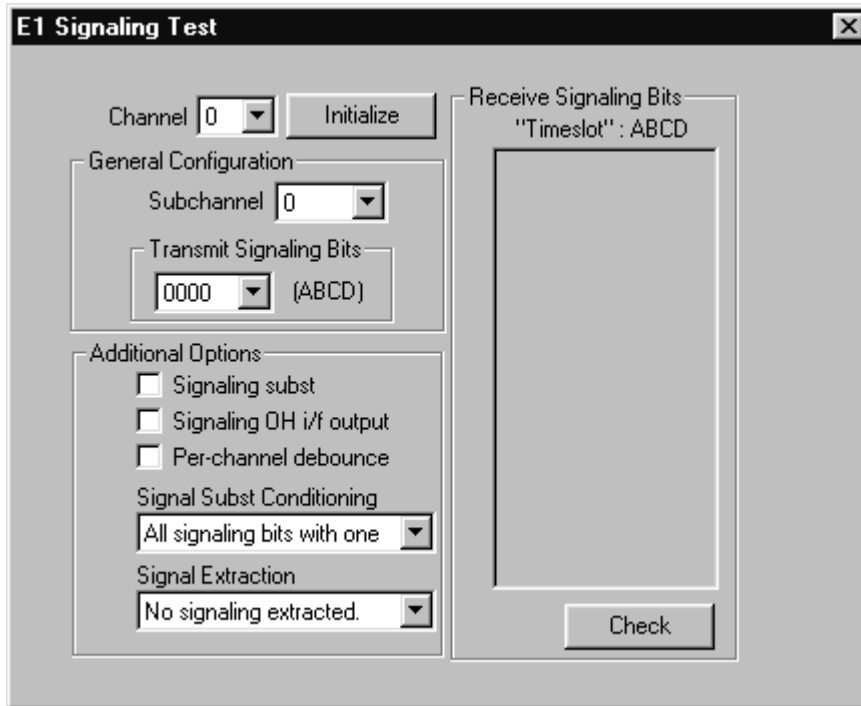 E1 Signaling Test
Channel 0 Initialize
General Configuration
Subchannel 0
Transmit Signaling Bits
0000 (ABCD)
Additional Options
Signaling subst
Signaling OH i/f output
Per-channel debounce
Signal Subst Conditioning
All signaling bits with one
Signal Extraction
No signaling extracted.
Receive Signaling Bits
"Timeslot" : ABCD
Check